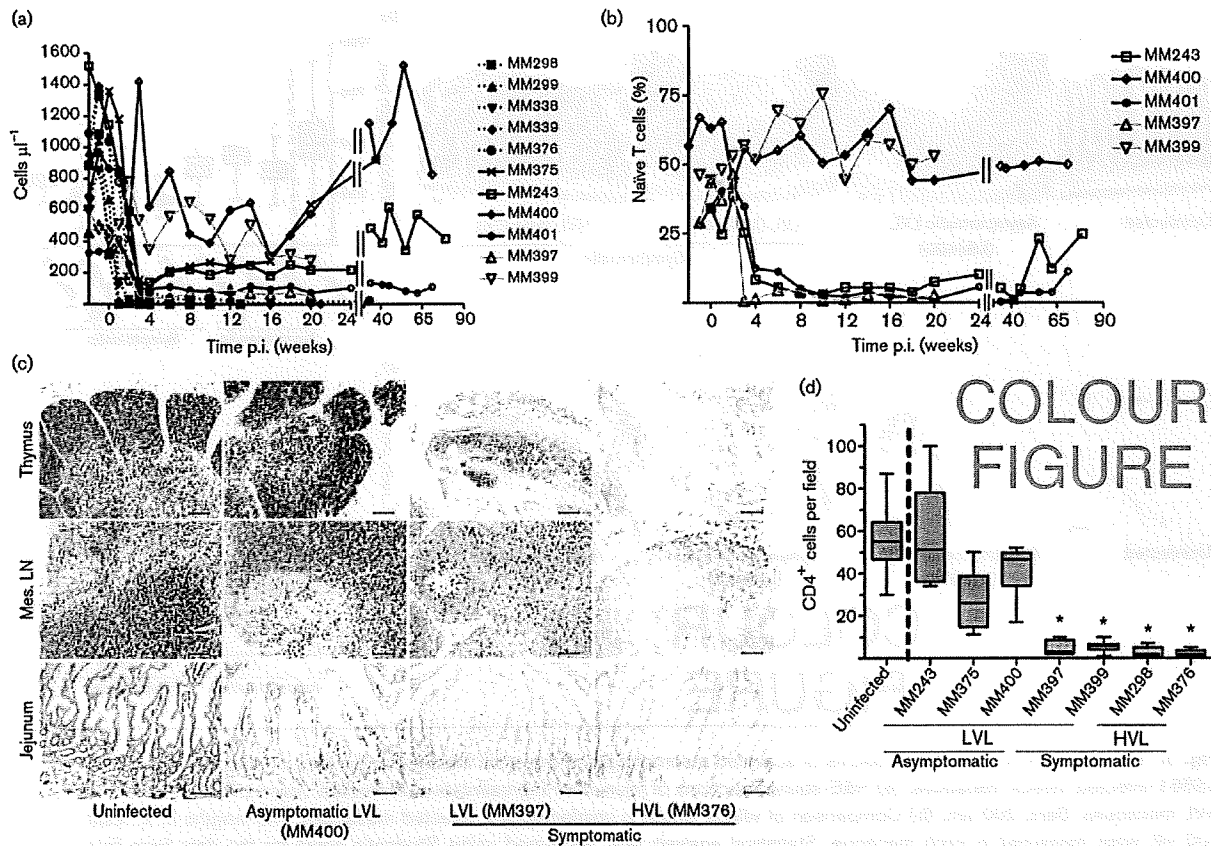 (a)
Cells μl⁻¹
1600
1400
1200
1000
800
600
400
200
0 4 8 12 16 20 24 40 65 90
Time p.i. (weeks)
MM298
MM299
MM338
MM339
MM376
MM375
MM243
MM400
MM401
MM397
MM399
(b)
Naive T cells (%)
100
75
50
25
0 4 8 12 16 20 24 40 65 90
Time p.i. (weeks)
MM243
MM400
MM401
MM397
MM399
(c)
Thymus
Mes. LN
Jejunum
Uninfected
Asymptomatic LVL
(MM400)
LVL (MM397)
HVL (MM376)
Symptomatic
(d)
COLOUR
FIGURE
CD4⁺ cells per field
100
80
60
40
20
* * * *
Uninfected
MM243
MM375
MM400
MM397
MM399
MM298
MM376
LVL HVL
Asymptomatic Symptomatic